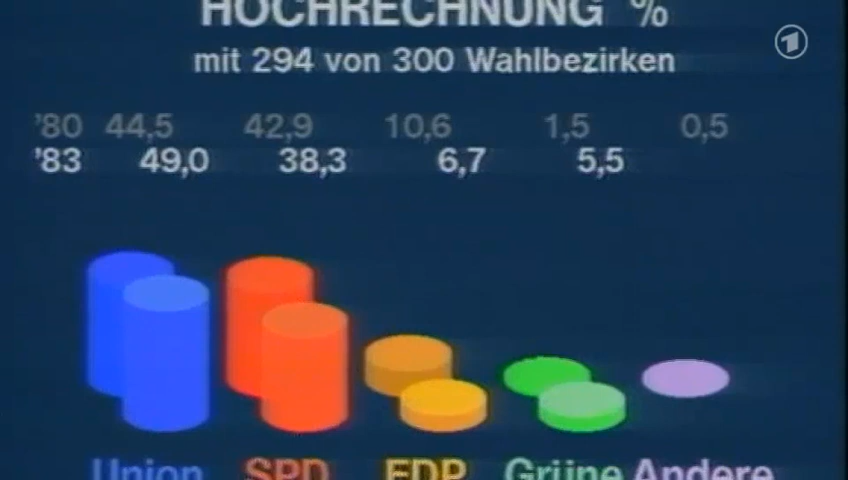 HOCHRECHNUNG %
mit 294 von 300 Wahlbezirken
'80 44,5 42,9 10,6 1,5 0,5
'83 49,0 38,3 6,7 5,5
Union SPD FDP Grüne Andere
1